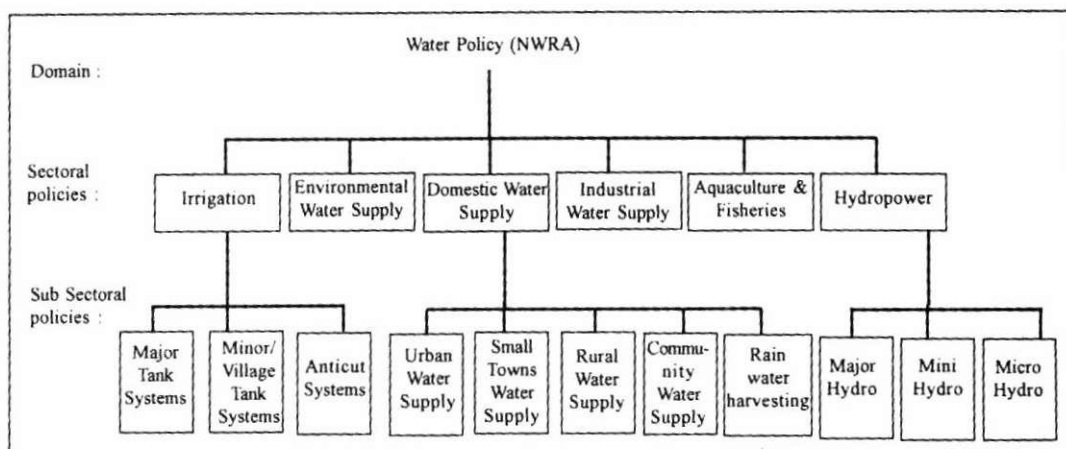 Water Policy (NWRA)
Domain :
Sectoral
policies :
Irrigation
Environmental
Water Supply
Domestic Water
Supply
Industrial
Water Supply
Aquaculture &
Fisheries
Hydropower
Sub Sectoral
policies :
Major
Tank
Systems
Minor/
Village
Tank
Systems
Anticut
Systems
Urban
Water
Supply
Small
Towns
Water
Supply
Rural
Water
Supply
Commu-
nity
Water
Supply
Rain
water
harvesting
Major
Hydro
Mini
Hydro
Micro
Hydro